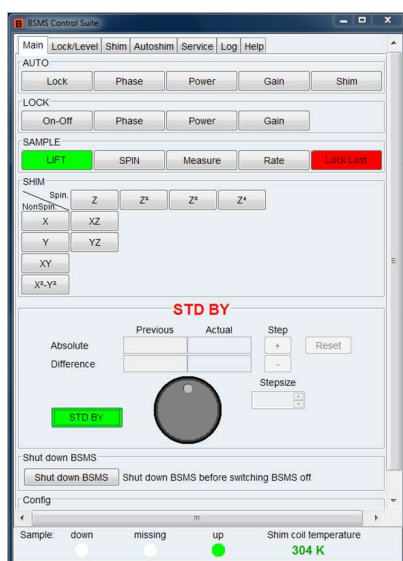 BSMS Control Suite
Main Lock/Level Shim Autoshim Service Log Help
AUTO
Lock Phase Power Gain Shim
LOCK
On-Off Phase Power Gain
SAMPLE
LIFT SPIN Measure Rate Lock Lost
SHIM
Spin.
NonSpin.
Z Z² Z³ Z⁴
X XZ
Y YZ
XY
X²-Y²
STD BY
Previous Actual Step
Absolute + Reset
Difference -
Stepsize
STD BY
Shut down BSMS
Shut down BSMS Shut down BSMS before switching BSMS off
Config
Sample: down missing up Shim coil temperature
304 K